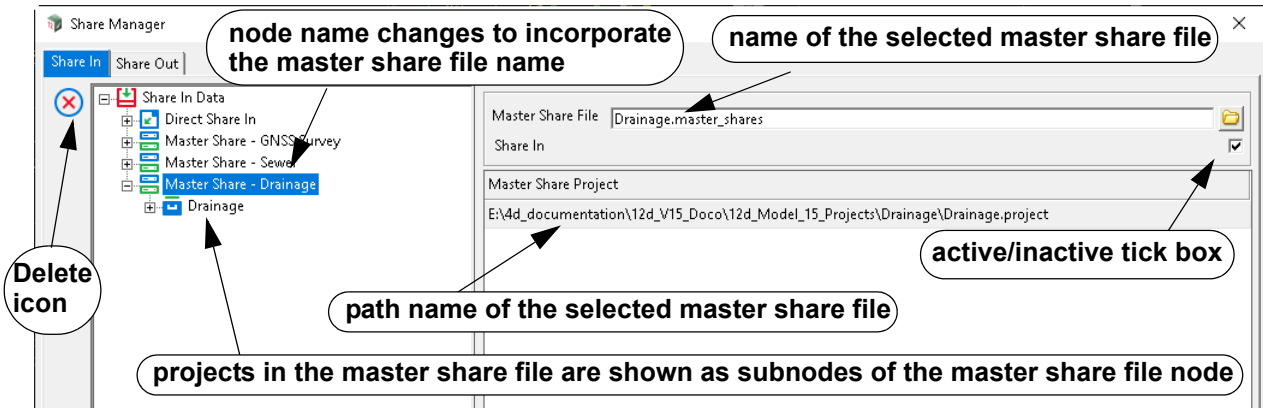 Share Manager
node name changes to incorporate
the master share file name
name of the selected master share file
Share In
Share Out
Share In Data
Direct Share In
Master Share - GNSS Survey
Master Share - Sewer
Master Share - Drainage
Drainage
Master Share File
Drainage.master_shares
Share In
Master Share Project
E:\4d_documentation\12d_V15_Doco\12d_Model_15_Projects\Drainage\Drainage.project
active/inactive tick box
Delete
icon
path name of the selected master share file
projects in the master share file are shown as subnodes of the master share file node